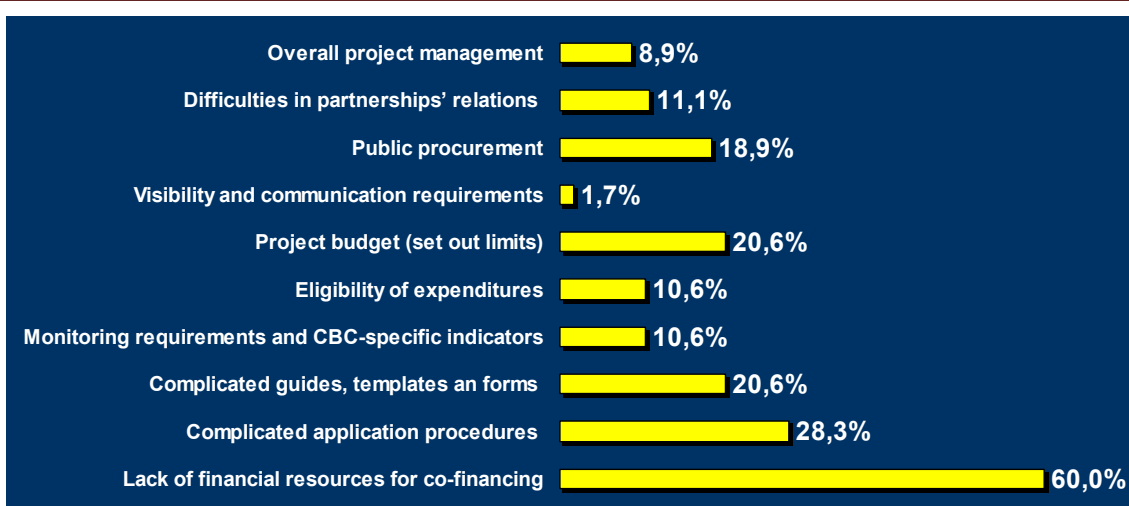 Overall project management 8,9%
Difficulties in partnerships’ relations 11,1%
Public procurement 18,9%
Visibility and communication requirements 1,7%
Project budget (set out limits) 20,6%
Eligibility of expenditures 10,6%
Monitoring requirements and CBC-specific indicators 10,6%
Complicated guides, templates an forms 20,6%
Complicated application procedures 28,3%
Lack of financial resources for co-financing 60,0%